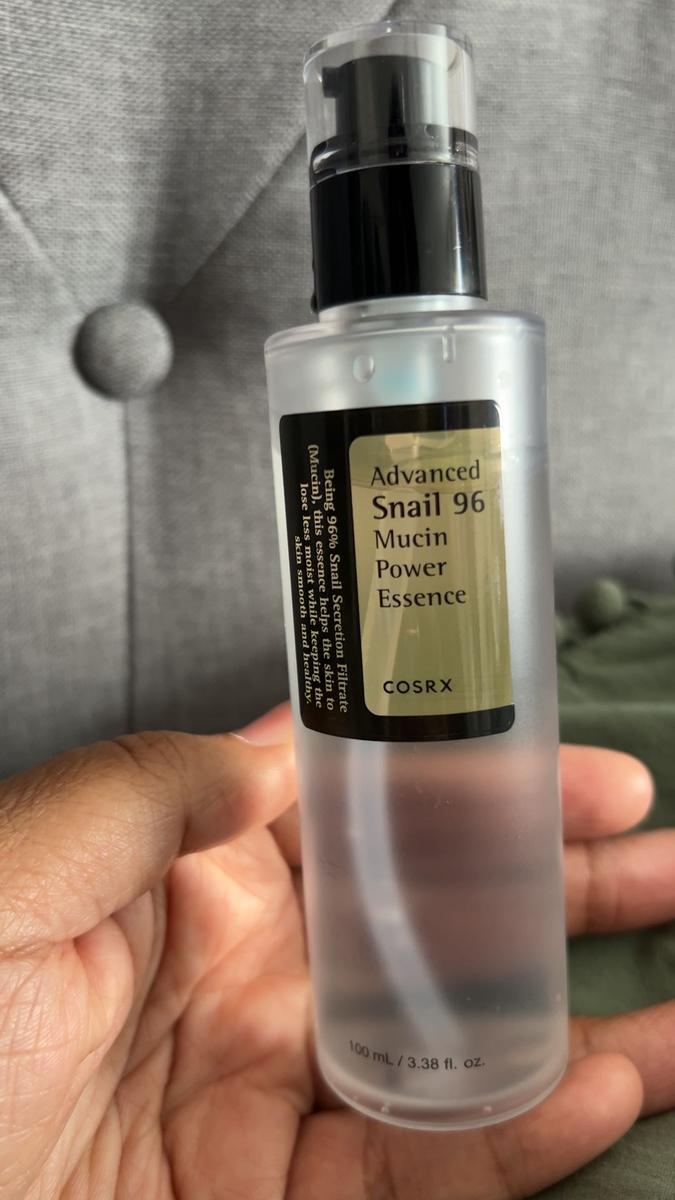 Advanced
Snail 96
Mucin
Power
Essence
COSRX
Being 96% Snail Secretion Filtrate
(Mucin), this essence helps the skin to
lose less moist while keeping the
skin smooth and healthy.
100 mL / 3.38 fl. oz.